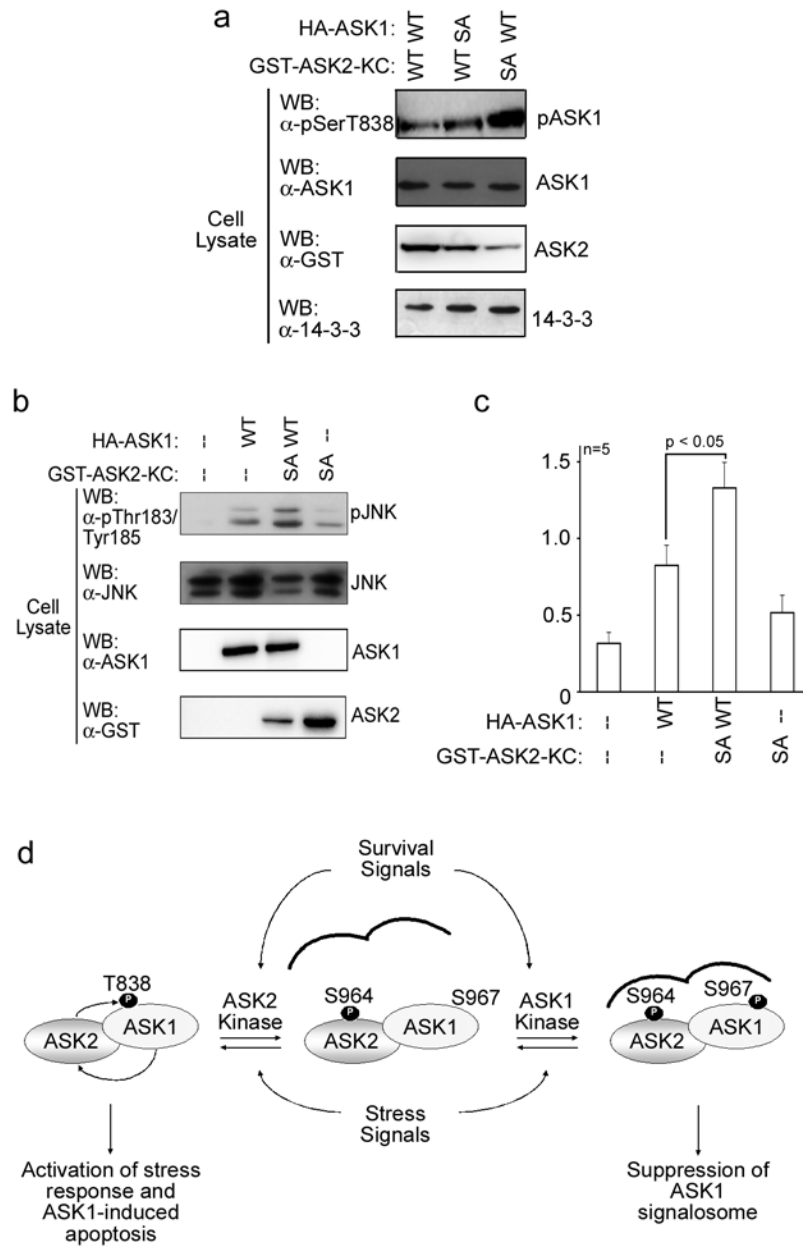 a
HA-ASK1: WT WT SA WT
GST-ASK2-KC: WT WT SA
WB:
α-pSerT838
pASK1
WB:
α-ASK1
ASK1
Cell
Lysate
WB:
α-GST
ASK2
WB:
α-14-3-3
14-3-3
b
HA-ASK1: -- WT WT --
GST-ASK2-KC: -- -- SA SA
WB:
α-pThr183/
Tyr185
pJNK
WB:
α-JNK
JNK
Cell
Lysate
WB:
α-ASK1
ASK1
WB:
α-GST
ASK2
c
n=5
p < 0.05
1.5
1.0
0.5
0
HA-ASK1: -- WT WT --
GST-ASK2-KC: -- -- SA SA
d
Survival
Signals
T838
P
ASK2
ASK1
ASK2
Kinase
S964
P
S967
ASK2
ASK1
ASK1
Kinase
S964
P
S967
P
ASK2
ASK1
Stress
Signals
Activation of stress
response and
ASK1-induced
apoptosis
Suppression of
ASK1
signalosome